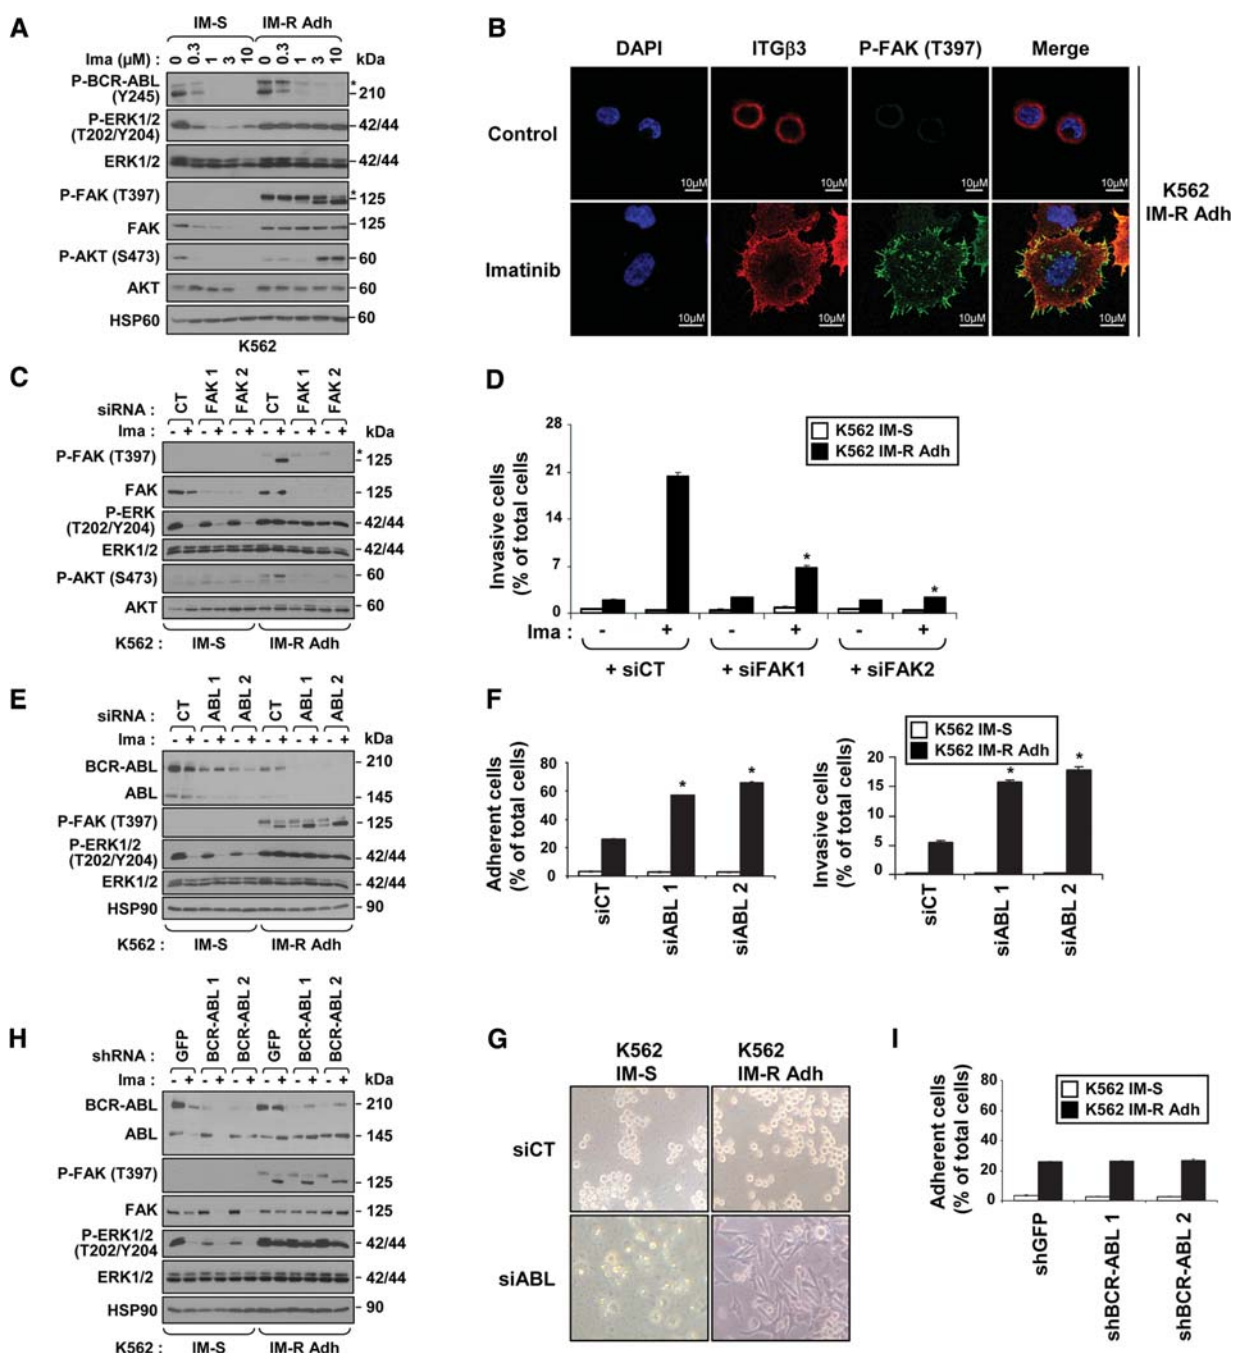 A
IM-S IM-R Adh
Ima (µM) 0 0.3 1 3 10 0 0.3 1 3 10 kDa
P-BCR-ABL
(Y245)
*
210
P-ERK1/2
(T202/Y204)
42/44
ERK1/2 42/44
P-FAK (T397)
*
125
FAK 125
P-AKT (S473) 60
AKT 60
HSP60 60
K562
B
DAPI ITGβ3 P-FAK (T397) Merge
Control
10µM 10µM 10µM 10µM
Imatinib
10µM 10µM 10µM 10µM
K562
IM-R Adh
C
siRNA : CT FAK 1 FAK 2 CT FAK 1 FAK 2
Ima : - + - + - + - + - + - + kDa
P-FAK (T397)
*
125
FAK 125
P-ERK
(T202/Y204)
42/44
ERK1/2 42/44
P-AKT (S473) 60
AKT 60
K562 : IM-S IM-R Adh
D
Invasive cells
(% of total cells)
28
21
14
7
0
K562 IM-S
K562 IM-R Adh
*
*
Ima : - + - + - +
+ siCT + siFAK1 + siFAK2
E
siRNA : CT ABL 1 ABL 2 CT ABL 1 ABL 2
Ima : - + - + - + - + - + - + kDa
BCR-ABL 210
ABL 145
P-FAK (T397) 125
P-ERK1/2
(T202/Y204)
42/44
ERK1/2 42/44
HSP90 90
K562 : IM-S IM-R Adh
F
Adherent cells
(% of total cells)
80
60
40
20
0
* *
siCT siABL 1 siABL 2
K562 IM-S
K562 IM-R Adh
Invasive cells
(% of total cells)
20
15
10
5
0
* *
siCT siABL 1 siABL 2
H
shRNA : GFP BCR-ABL 1 BCR-ABL 2 GFP BCR-ABL 1 BCR-ABL 2
Ima : - + - + - + - + - + - + kDa
BCR-ABL 210
ABL 145
P-FAK (T397) 125
FAK 125
P-ERK1/2
(T202/Y204
42/44
ERK1/2 42/44
HSP90 90
K562 : IM-S IM-R Adh
G
K562
IM-S
K562
IM-R Adh
siCT
siABL
I
Adherent cells
(% of total cells)
80
60
40
20
0
K562 IM-S
K562 IM-R Adh
shGFP shBCR-ABL 1 shBCR-ABL 2